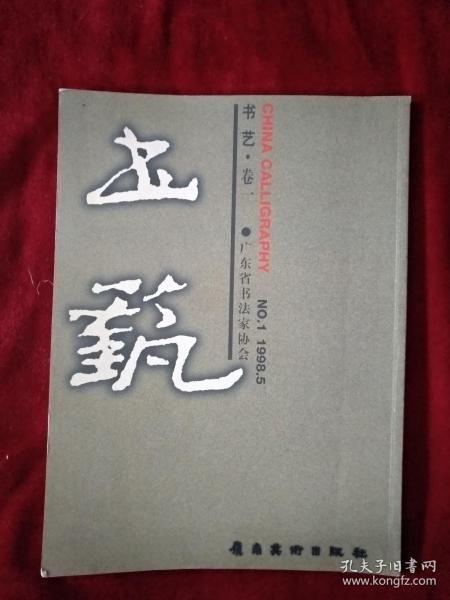 书艺
书艺·卷一 ●广东省书法家协会
CHINA CALLIGRAPHY NO.1 1998.5
岭南美术出版社
孔夫子旧书网
www.kongfz.com